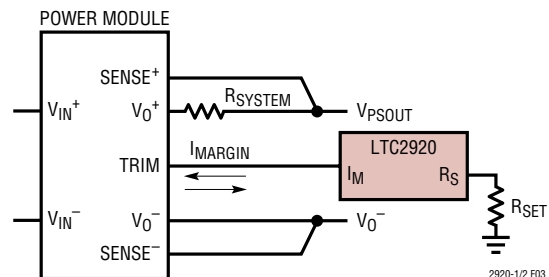 POWER MODULE
SENSE+
RSYSTEM
VIN+
VO+
VPSOUT
IMARGIN
LTC2920
TRIM
IM
RS
RSET
VIN−
VO−
VO−
SENSE−
2920-1/2 F03